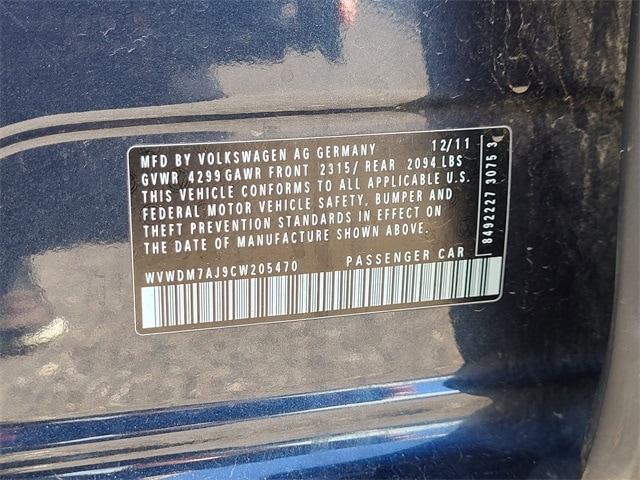 MFD BY VOLKSWAGEN AG GERMANY 12/11
GVWR 4299 GAWR FRONT 2315/ REAR 2094 LBS
THIS VEHICLE CONFORMS TO ALL APPLICABLE U.S.
FEDERAL MOTOR VEHICLE SAFETY, BUMPER AND
THEFT PREVENTION STANDARDS IN EFFECT ON
THE DATE OF MANUFACTURE SHOWN ABOVE.
WVWDM7AJ9CW205470 PASSENGER CAR
8492227 3075 3